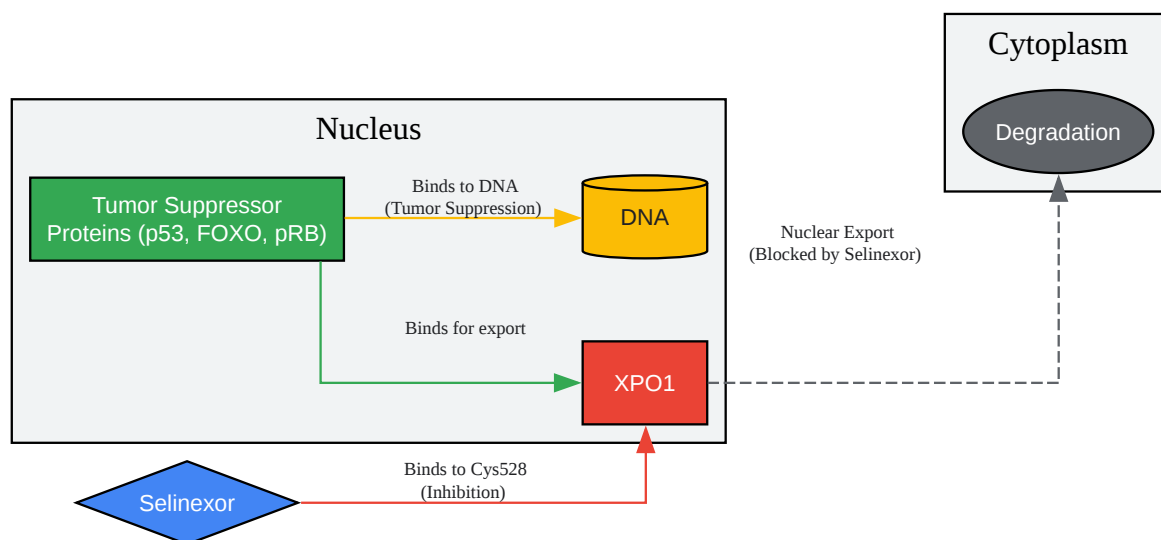 Cytoplasm
Degradation
Nucleus
Tumor Suppressor
Proteins (p53, FOXO, pRB)
Binds to DNA
(Tumor Suppression)
DNA
Nuclear Export
(Blocked by Selinexor)
Binds for export
XPO1
Binds to Cys528
(Inhibition)
Selinexor